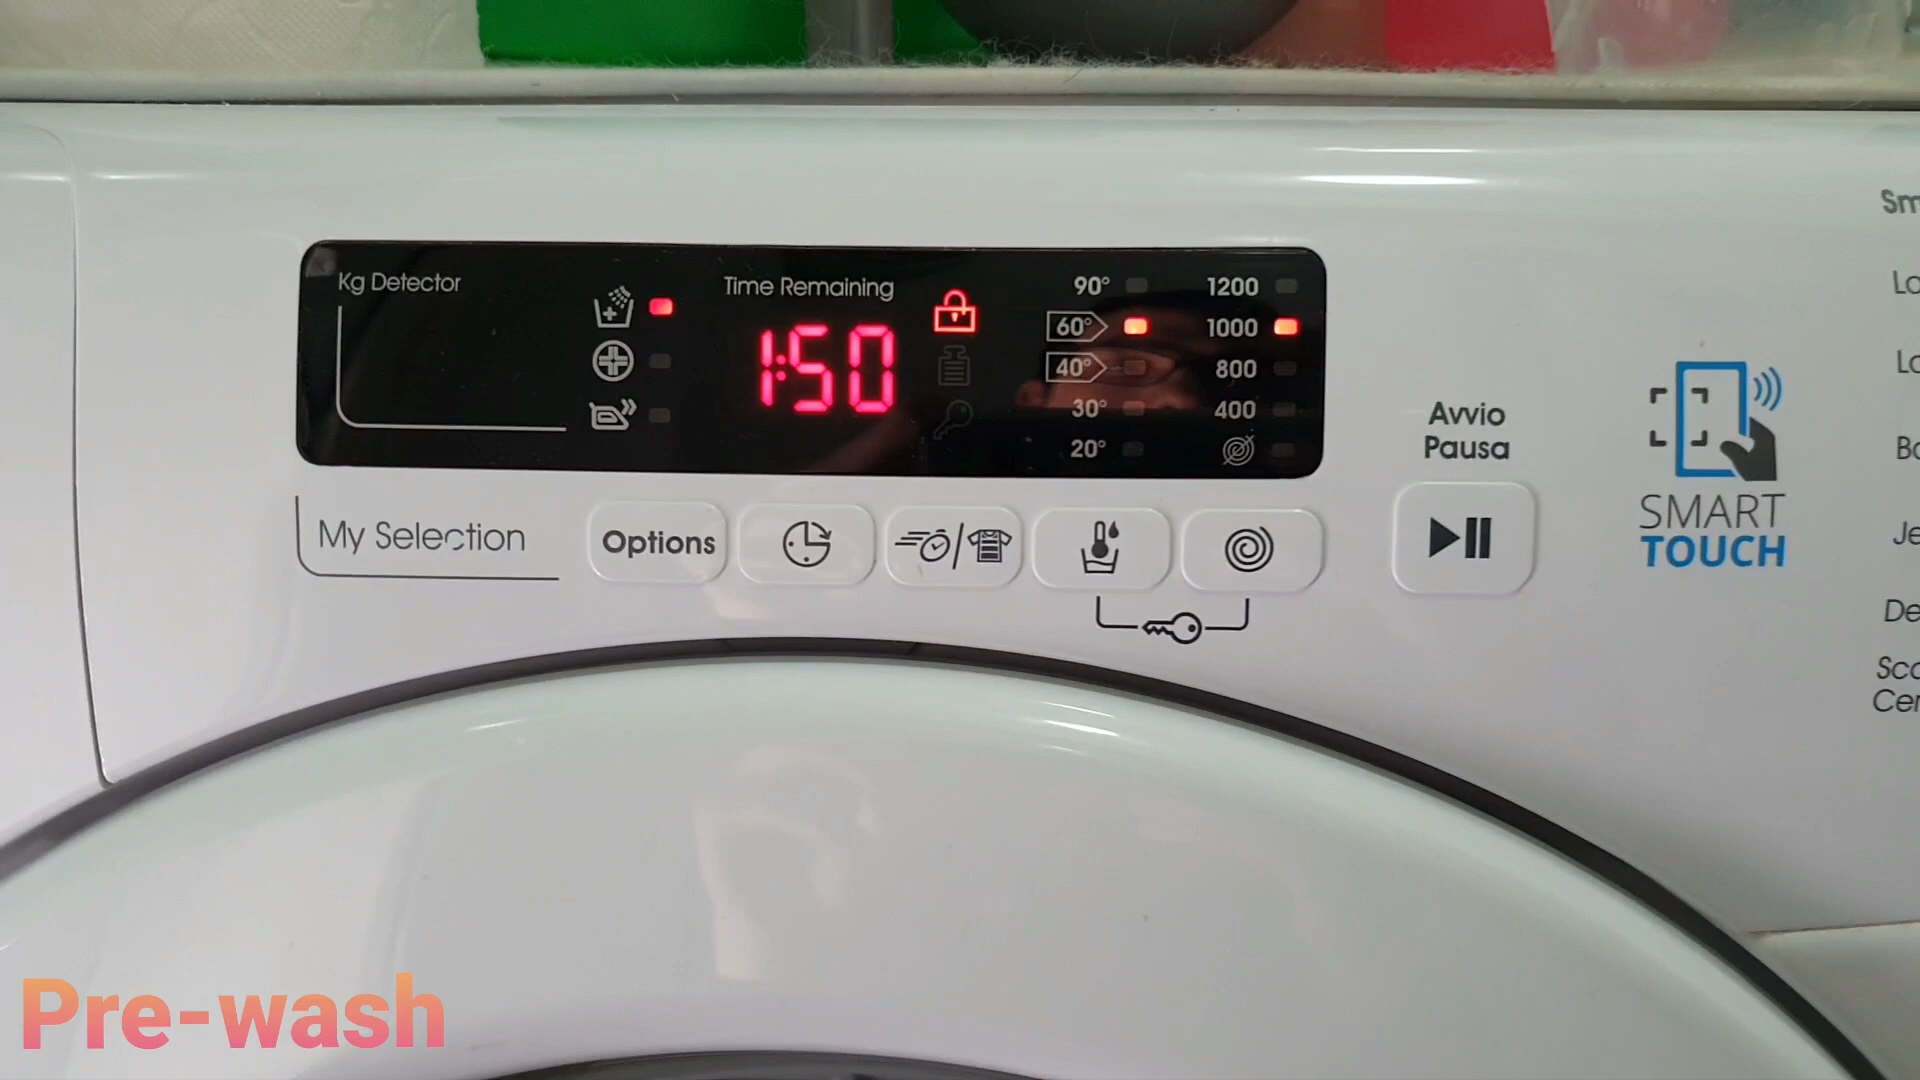 Kg Detector
Time Remaining
1:50
90°
60°
40°
30°
20°
1200
1000
800
400
My Selection
Options
Avvio
Pausa
SMART
TOUCH
Pre-wash